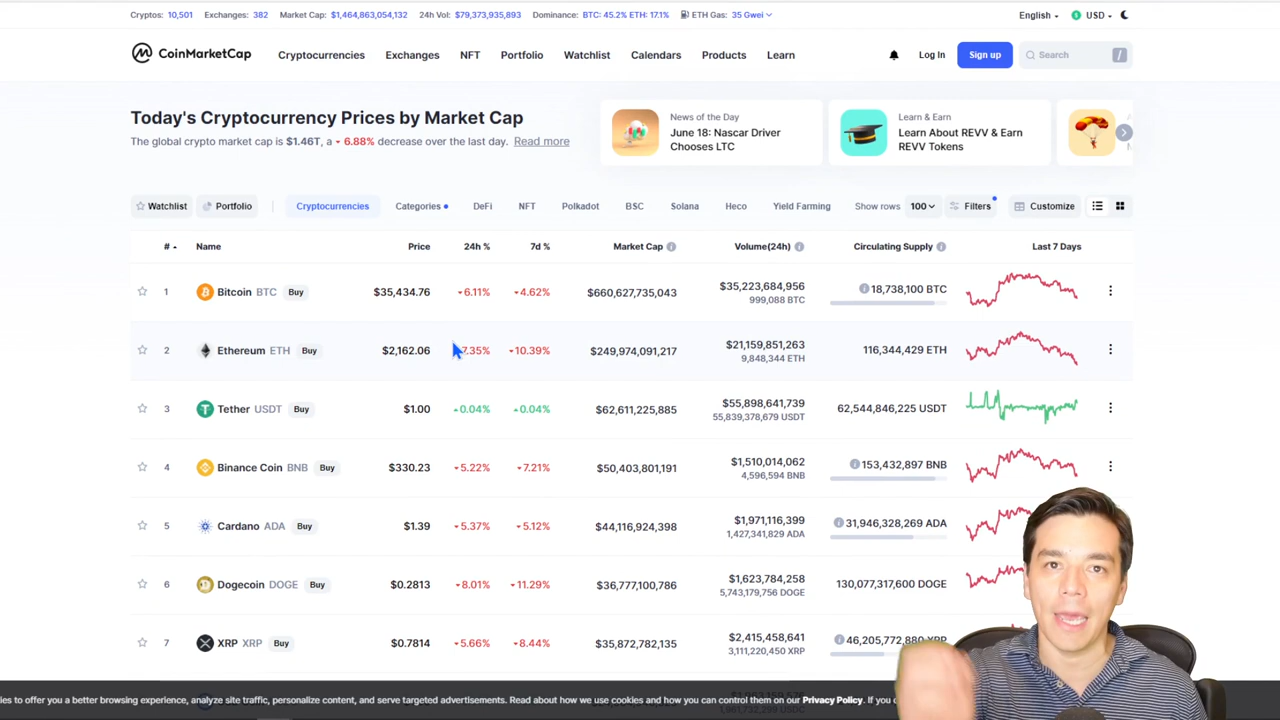 Cryptos: 10,501 Exchanges: 382 Market Cap: $1,464,863,054,132 24h Vol: $79,373,935,893 Dominance: BTC: 45.2% ETH: 17.1% ETH Gas: 35 Gwei English USD
CoinMarketCap Cryptocurrencies Exchanges NFT Portfolio Watchlist Calendars Products Learn Log In Sign up Search /
Today's Cryptocurrency Prices by Market Cap
The global crypto market cap is $1.46T, a 6.88% decrease over the last day. Read more
News of the Day
June 18: Nascar Driver
Chooses LTC
Learn & Earn
Learn About REVV & Earn
REVV Tokens
Watchlist Portfolio Cryptocurrencies Categories DeFi NFT Polkadot BSC Solana Heco Yield Farming Show rows 100 Filters Customize
# Name Price 24h % 7d % Market Cap Volume(24h) Circulating Supply Last 7 Days
1 Bitcoin BTC Buy $35,434.76 6.11% 4.62% $660,627,735,043 $35,223,684,956 18,738,100 BTC
999,088 BTC
2 Ethereum ETH Buy $2,162.06 7.35% 10.39% $249,974,091,217 $21,159,851,263 116,344,429 ETH
9,848,344 ETH
3 Tether USDT Buy $1.00 0.04% 0.04% $62,611,225,885 $55,898,641,739 62,544,846,225 USDT
55,839,378,679 USDT
4 Binance Coin BNB Buy $330.23 5.22% 7.21% $50,403,801,191 $1,510,014,062 153,432,897 BNB
4,596,594 BNB
5 Cardano ADA Buy $1.39 5.37% 5.12% $44,116,924,398 $1,971,116,399 31,946,328,269 ADA
1,427,341,829 ADA
6 Dogecoin DOGE Buy $0.2813 8.01% 11.29% $36,777,100,786 $1,623,784,258 130,077,317,600 DOGE
5,743,179,756 DOGE
7 XRP XRP Buy $0.7814 5.66% 8.44% $35,872,782,135 $2,415,458,641 46,205,772,880 XRP
3,111,220,450 XRP
ies to offer you a better browsing experience, analyze site traffic, personalize content, and serve targeted advertisements. Read about how we use cookies and how you can control them on our Privacy Policy. If you c